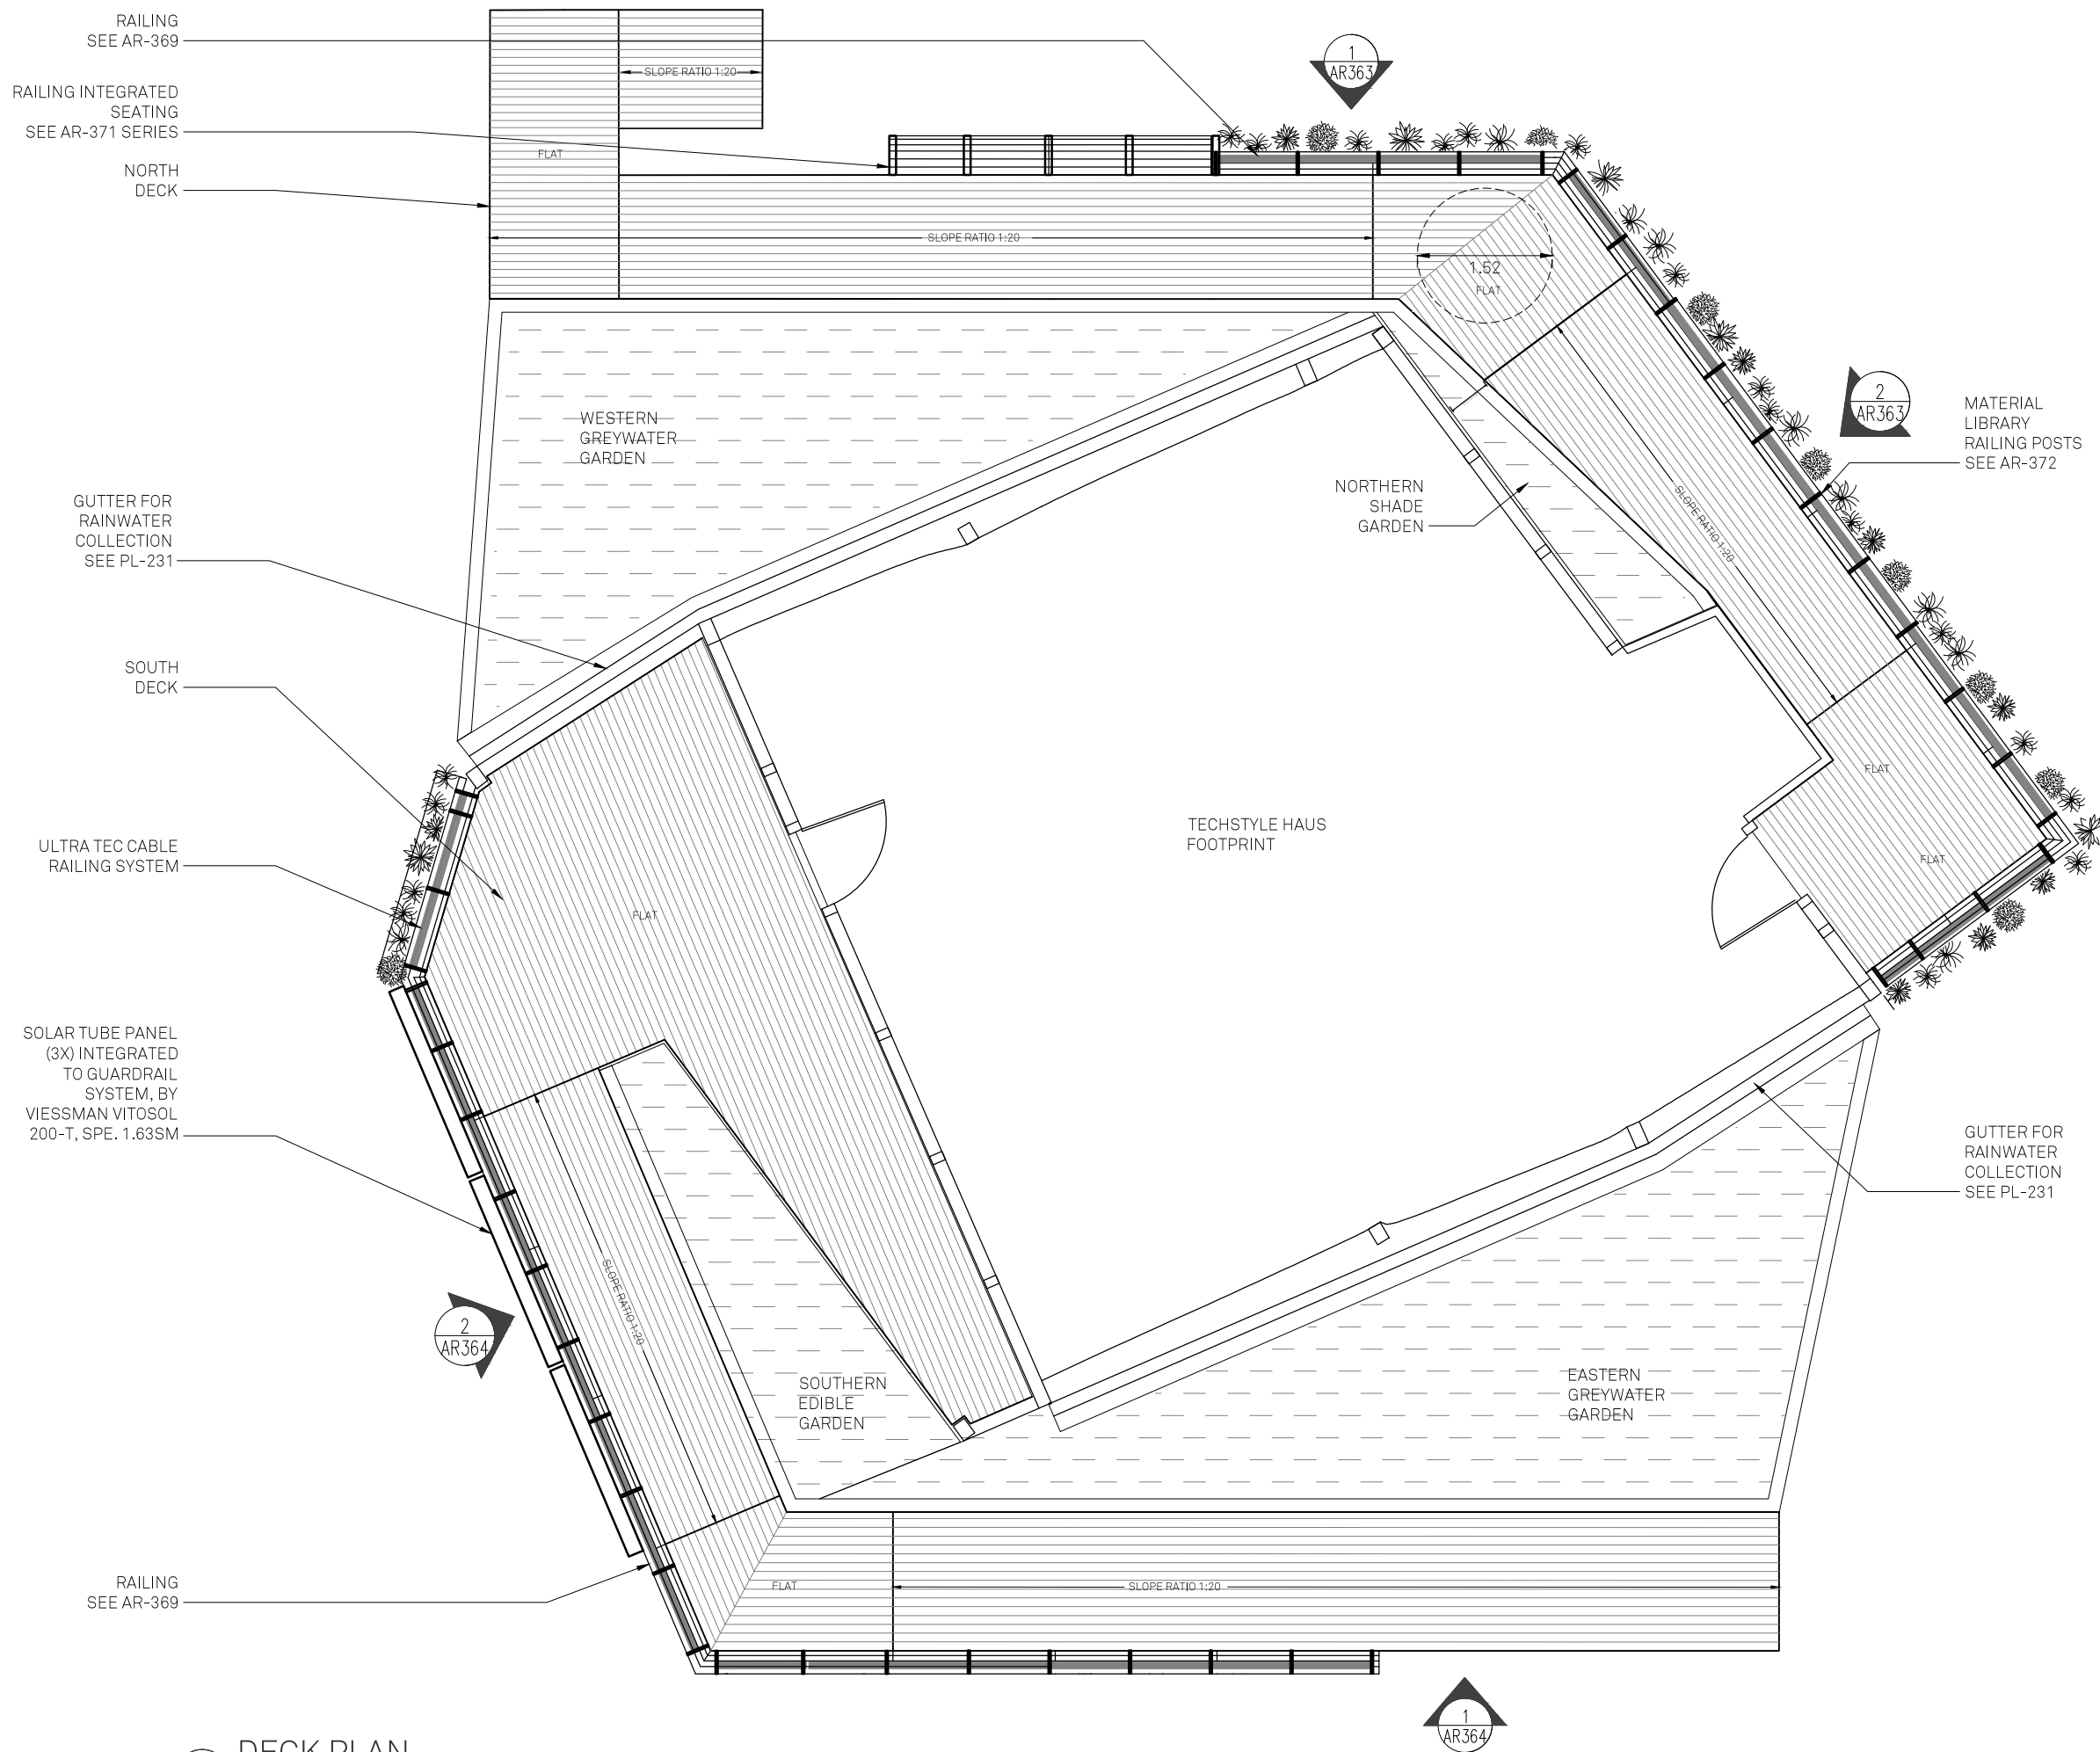 RAILING
SEE AR-369
RAILING INTEGRATED
SEATING
SEE AR-371 SERIES
NORTH
DECK
GUTTER FOR
RAINWATER
COLLECTION
SEE PL-231
SOUTH
DECK
ULTRA TEC CABLE
RAILING SYSTEM
SOLAR TUBE PANEL
(3X) INTEGRATED
TO GUARDRAIL
SYSTEM, BY
VIESSMAN VITOSOL
200-T, SPE. 1.63SM
RAILING
SEE AR-369
SLOPE RATIO 1:20
FLAT
SLOPE RATIO 1:20
1
AR363
1.52
FLAT
2
AR363
MATERIAL
LIBRARY
RAILING POSTS
SEE AR-372
WESTERN
GREYWATER
GARDEN
NORTHERN
SHADE
GARDEN
SLOPE RATIO 1:20
FLAT
FLAT
TECHSTYLE HAUS
FOOTPRINT
FLAT
SLOPE RATIO 1:20
2
AR364
SOUTHERN
EDIBLE
GARDEN
EASTERN
GREYWATER
GARDEN
GUTTER FOR
RAINWATER
COLLECTION
SEE PL-231
FLAT
SLOPE RATIO 1:20
1
AR364
DECK PLAN